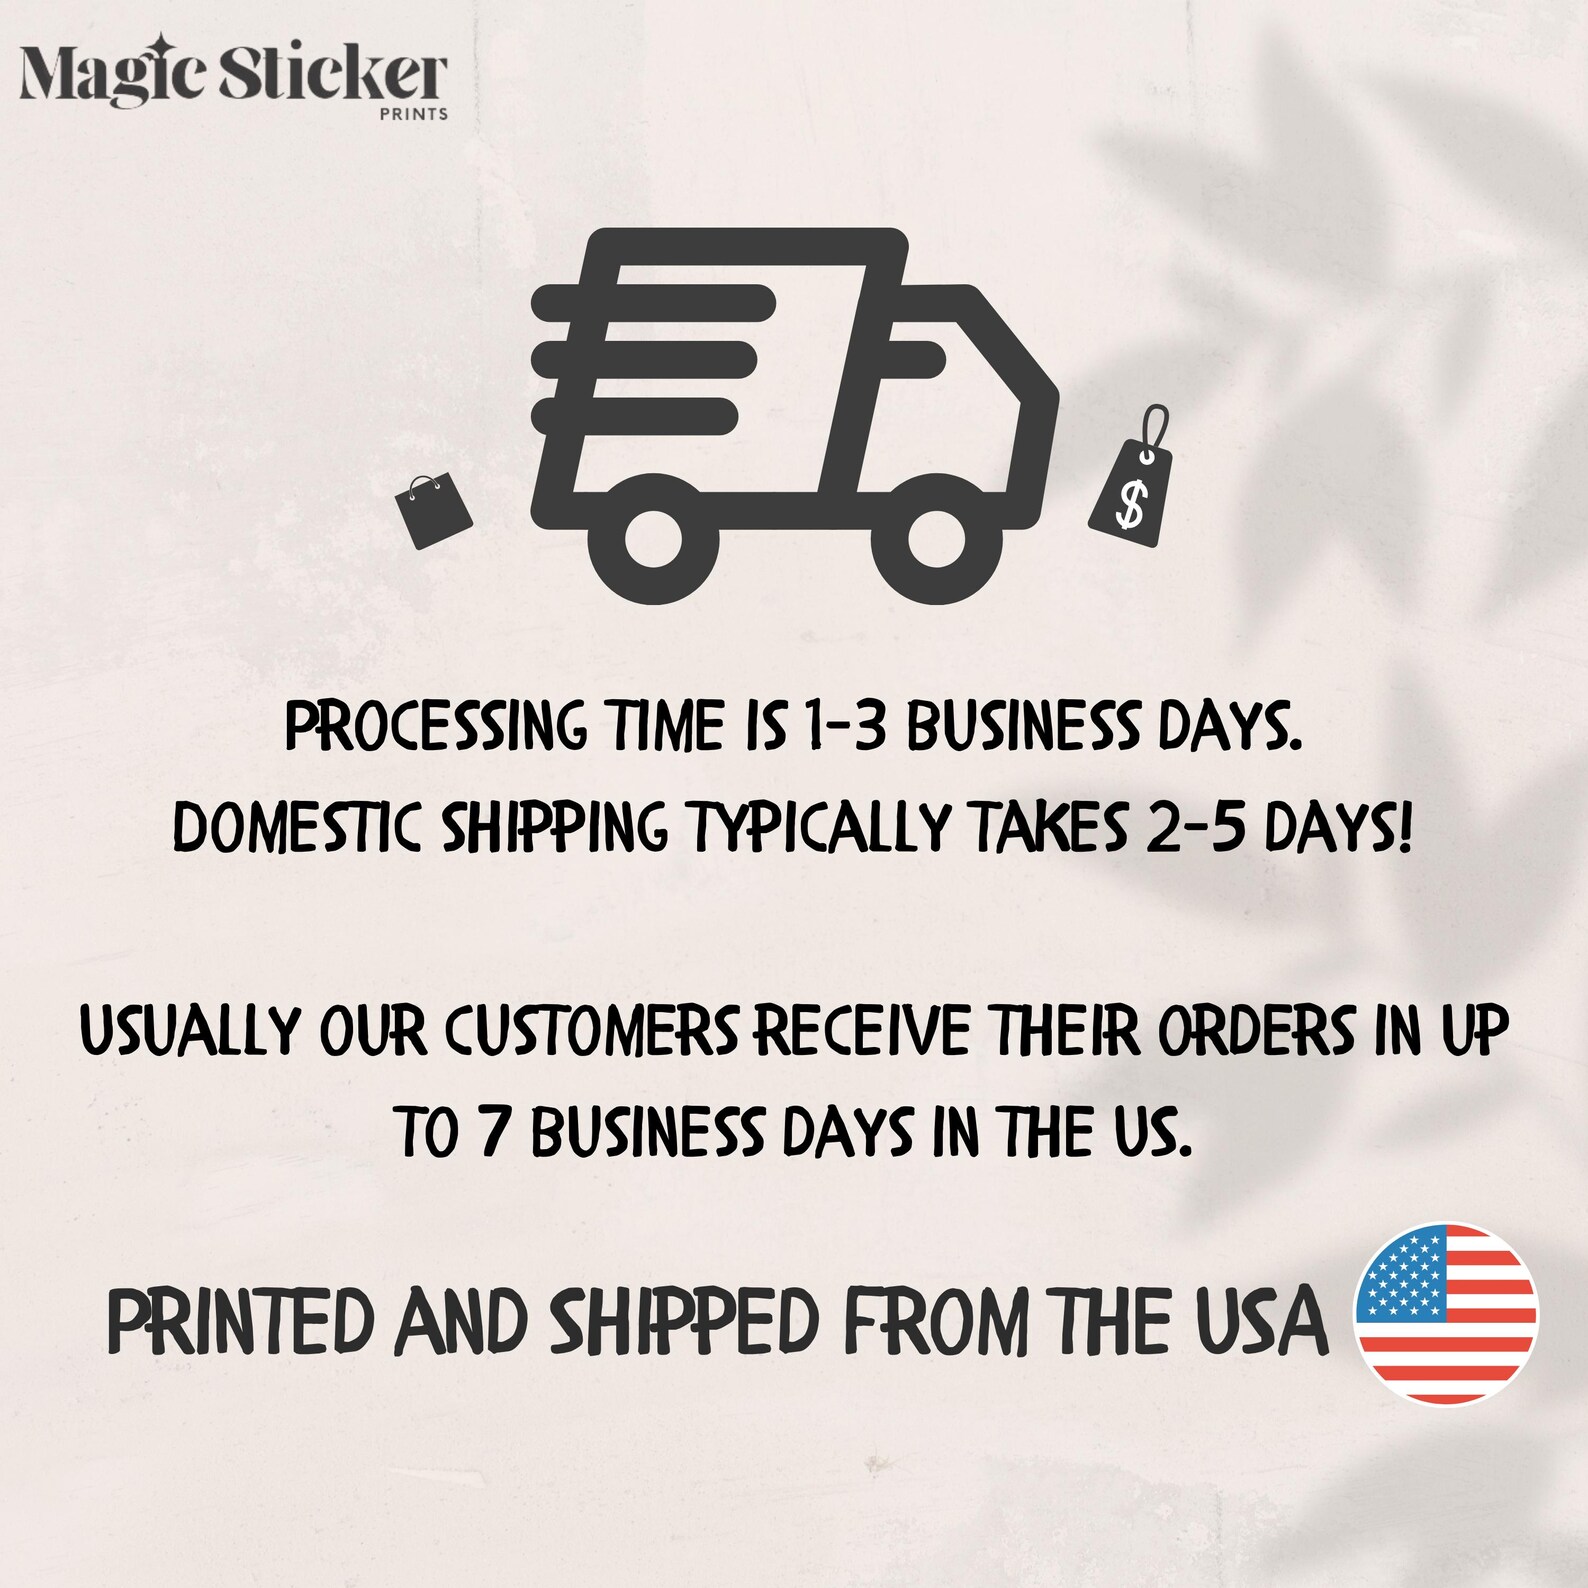 Magic Sticker
PRINTS
$
PROCESSING TIME IS 1-3 BUSINESS DAYS.
DOMESTIC SHIPPING TYPICALLY TAKES 2-5 DAYS!
USUALLY OUR CUSTOMERS RECEIVE THEIR ORDERS IN UP
TO 7 BUSINESS DAYS IN THE US.
PRINTED AND SHIPPED FROM THE USA